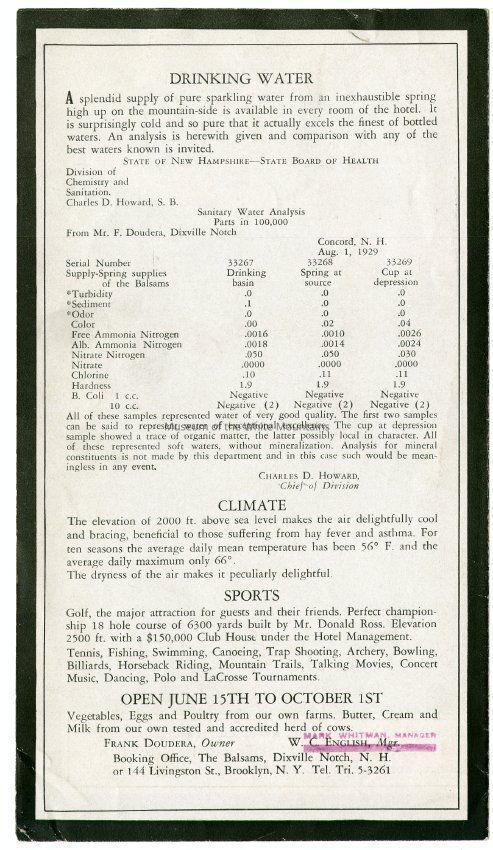 DRINKING WATER
A splendid supply of pure sparkling water from an inexhaustible spring
high up on the mountain-side is available in every room of the hotel. It
is surprisingly cold and so pure that it actually excels the finest of bottled
waters. An analysis is herewith given and comparison with any of the
best waters known is invited.
STATE OF NEW HAMPSHIRE—STATE BOARD OF HEALTH
Division of
Chemistry and
Sanitation.
Charles D. Howard, S. B.
Sanitary Water Analysis
Parts in 100,000
From Mr. F. Doudera, Dixville Notch
Concord, N. H.
Aug. 1, 1929
Serial Number 33267 33268 33269
Supply-Spring supplies Drinking Spring at Cup at
of the Balsams basin source depression
*Turbidity .0 .0 .0
*Sediment .1 .0 .0
*Odor .0 .0 .0
Color .00 .02 .04
Free Ammonia Nitrogen .0016 .0010 .0026
Alb. Ammonia Nitrogen .0018 .0014 .0024
Nitrate Nitrogen .050 .050 .030
Nitrate .0000 .0000 .0000
Chlorine .10 .11 .11
Hardness 1.9 1.9 1.9
B. Coli 1 c.c. Negative Negative Negative
10 c.c. Negative (2) Negative (2) Negative (2)
All of these samples represented water of very good quality. The first two samples
can be said to represent water of exceptional excellence. The cup at depression
Museum of the White Mountains
sample showed a trace of organic matter, the latter possibly local in character. All
of these represented soft waters, without mineralization. Analysis for mineral
constituents is not made by this department and in this case such would be mean-
ingless in any event.
CHARLES D. HOWARD,
Chief of Division
CLIMATE
The elevation of 2000 ft. above sea level makes the air delightfully cool
and bracing, beneficial to those suffering from hay fever and asthma. For
ten seasons the average daily mean temperature has been 56° F. and the
average daily maximum only 66°.
The dryness of the air makes it peculiarly delightful.
SPORTS
Golf, the major attraction for guests and their friends. Perfect champion-
ship 18 hole course of 6300 yards built by Mr. Donald Ross. Elevation
2500 ft. with a $150,000 Club House under the Hotel Management.
Tennis, Fishing, Swimming, Canoeing, Trap Shooting, Archery, Bowling,
Billiards, Horseback Riding, Mountain Trails, Talking Movies, Concert
Music, Dancing, Polo and LaCrosse Tournaments.
OPEN JUNE 15TH TO OCTOBER 1ST
Vegetables, Eggs and Poultry from our own farms. Butter, Cream and
Milk from our own tested and accredited herd of cows.
MARK WHITMAN, MANAGER
FRANK DOUDERA, Owner W. C. ENGLISH, Mgr.
Booking Office, The Balsams, Dixville Notch, N. H.
or 144 Livingston St., Brooklyn, N. Y. Tel. Tri. 5-3261